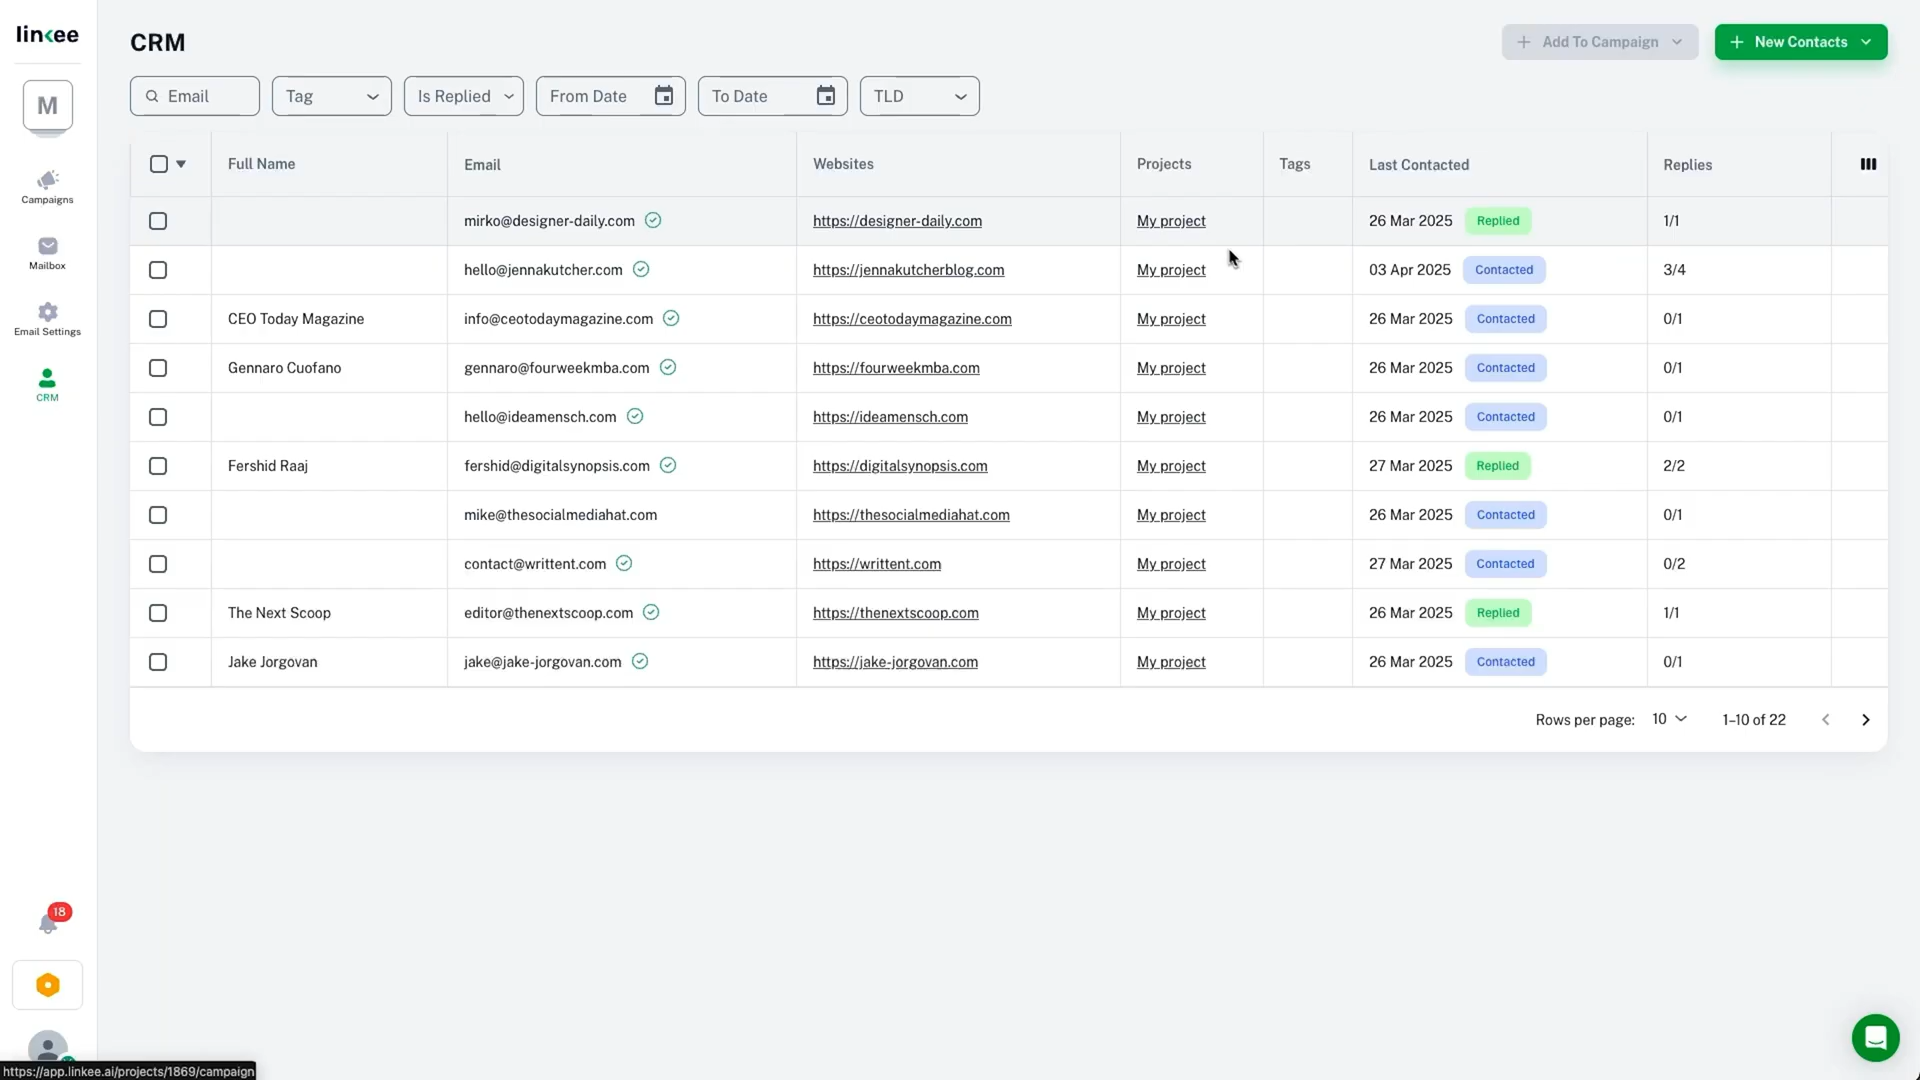 linkee
CRM
Add To Campaign
New Contacts
M
Email
Tag
Is Replied
From Date
To Date
TLD
Full Name Email Websites Projects Tags Last Contacted Replies
Campaigns
mirko@designer-daily.com https://designer-daily.com My project 26 Mar 2025 Replied 1/1
Mailbox
hello@jennakutcher.com https://jennakutcherblog.com My project 03 Apr 2025 Contacted 3/4
Email Settings
CEO Today Magazine info@ceotodaymagazine.com https://ceotodaymagazine.com My project 26 Mar 2025 Contacted 0/1
Gennaro Cuofano gennaro@fourweekmba.com https://fourweekmba.com My project 26 Mar 2025 Contacted 0/1
CRM
hello@ideamensch.com https://ideamensch.com My project 26 Mar 2025 Contacted 0/1
Fershid Raaj fershid@digitalsynopsis.com https://digitalsynopsis.com My project 27 Mar 2025 Replied 2/2
mike@thesocialmediahat.com https://thesocialmediahat.com My project 26 Mar 2025 Contacted 0/1
contact@writtent.com https://writtent.com My project 27 Mar 2025 Contacted 0/2
The Next Scoop editor@thenextscoop.com https://thenextscoop.com My project 26 Mar 2025 Replied 1/1
Jake Jorgovan jake@jake-jorgovan.com https://jake-jorgovan.com My project 26 Mar 2025 Contacted 0/1
Rows per page: 10 1–10 of 22
18
https://app.linkee.ai/projects/1869/campaign